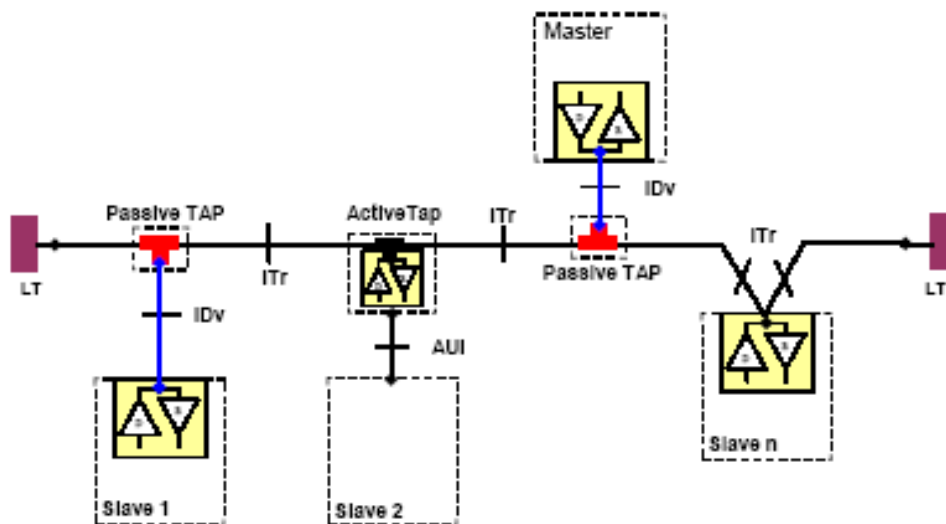 Master
IDv
Passive TAP
ActiveTap
ITr
ITr
LT
ITr
Passive TAP
LT
IDv
AUI
Slave 1
Slave 2
Slave n